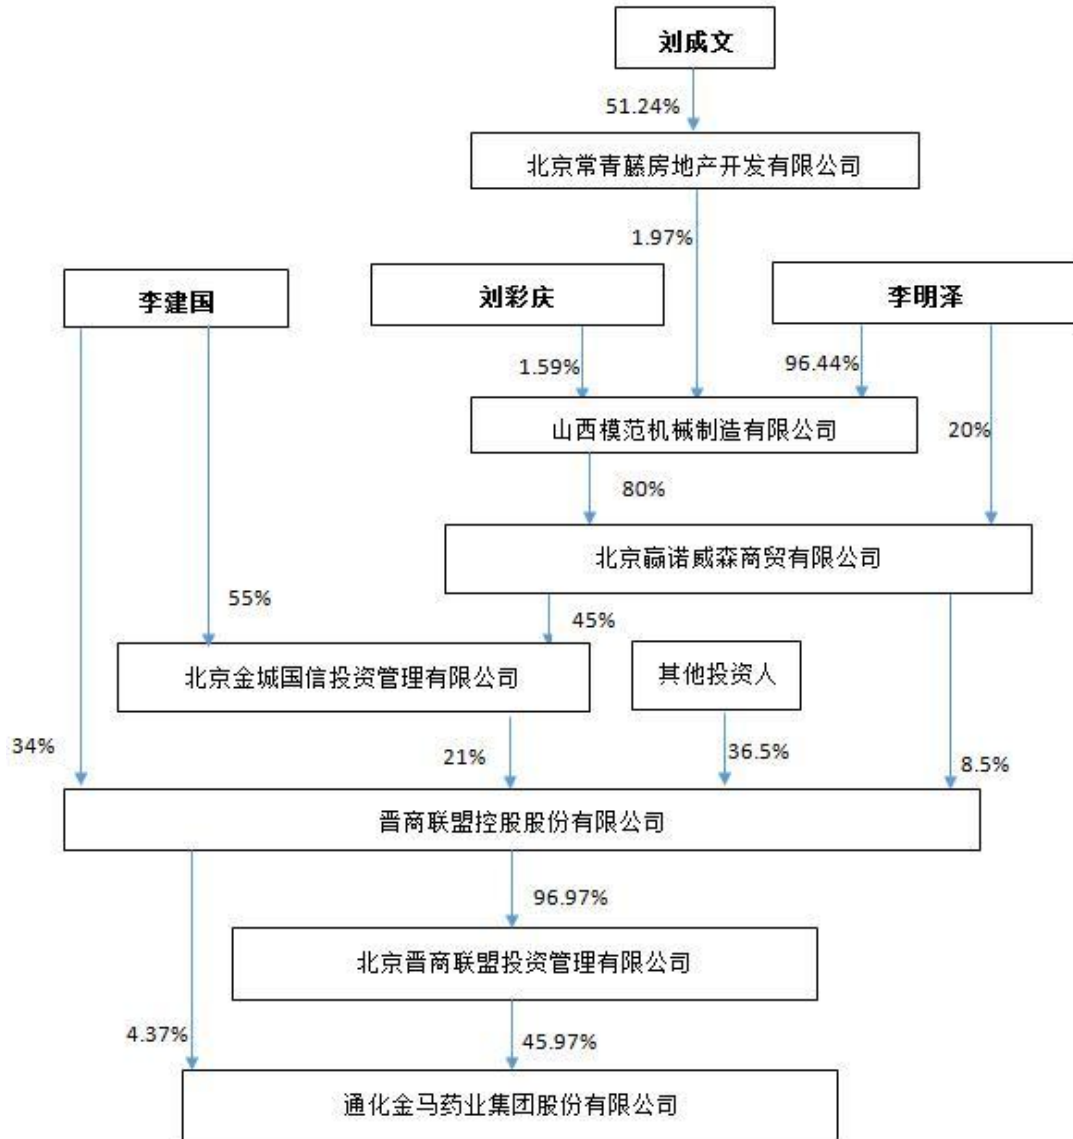 刘成文
51.24%
北京常青藤房地产开发有限公司
1.97%
李建国
刘彩庆
李明泽
1.59%
96.44%
山西模范机械制造有限公司
20%
80%
北京赢诺威森商贸有限公司
55%
45%
北京金城国信投资管理有限公司
其他投资人
34%
21%
36.5%
8.5%
晋商联盟控股股份有限公司
96.97%
北京晋商联盟投资管理有限公司
4.37%
45.97%
通化金马药业集团股份有限公司